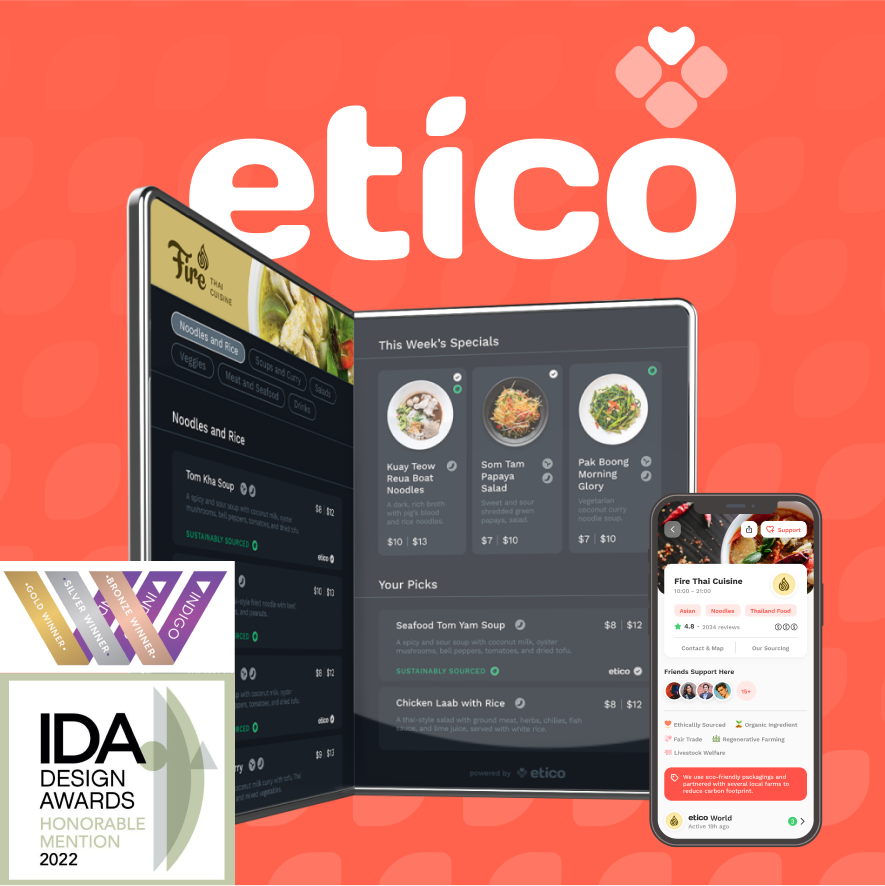 etico
Fire
THAI
CUISINE
Noodles and Rice
Soups and Curry
Salads
Veggies
Meat and Seafood
Drinks
Noodles and Rice
Tom Kha Soup
$8 | $12
A spicy and sour soup with coconut milk, oyster
mushrooms, bell peppers, tomatoes, and dried tofu.
SUSTAINABLY SOURCED
etico
$10 | $13
$8 | $12
etico
$9 | $13
This Week's Specials
Kuay Teow
Reua Boat
Noodles
A dark, rich broth
with pig's blood
and rice noodles.
$10 | $13
Som Tam
Papaya
Salad
Sweet and sour
shredded green
papaya, salad.
$7 | $10
Pak Boong
Morning
Glory
Vegetarian
coconut curry
noodle soup.
$7 | $10
Your Picks
Seafood Tom Yam Soup
$8 | $12
A spicy and sour soup with coconut milk, oyster
mushrooms, bell peppers, tomatoes, and dried tofu.
SUSTAINABLY SOURCED
etico
Chicken Laab with Rice
$8 | $12
A thai-style salad with ground meat, herbs, chilies, fish
sauce, and lime juice, served with white rice.
powered by etico
Support
Fire Thai Cuisine
10:00 - 21:00
Asian
Noodles
Thailand Food
4.8 · 2024 reviews
Contact & Map
Our Sourcing
Friends Support Here
15+
Ethically Sourced
Organic Ingredient
Fair Trade
Regenerative Farming
Livestock Welfare
We use eco-friendly packagings and
partnered with several local farms to
reduce carbon footprint.
etico World
Active 19h ago
3
•GOLD WINNER•
•SILVER WINNER•
•BRONZE WINNER•
INDIGO
IDA
DESIGN
AWARDS
HONORABLE
MENTION
2022